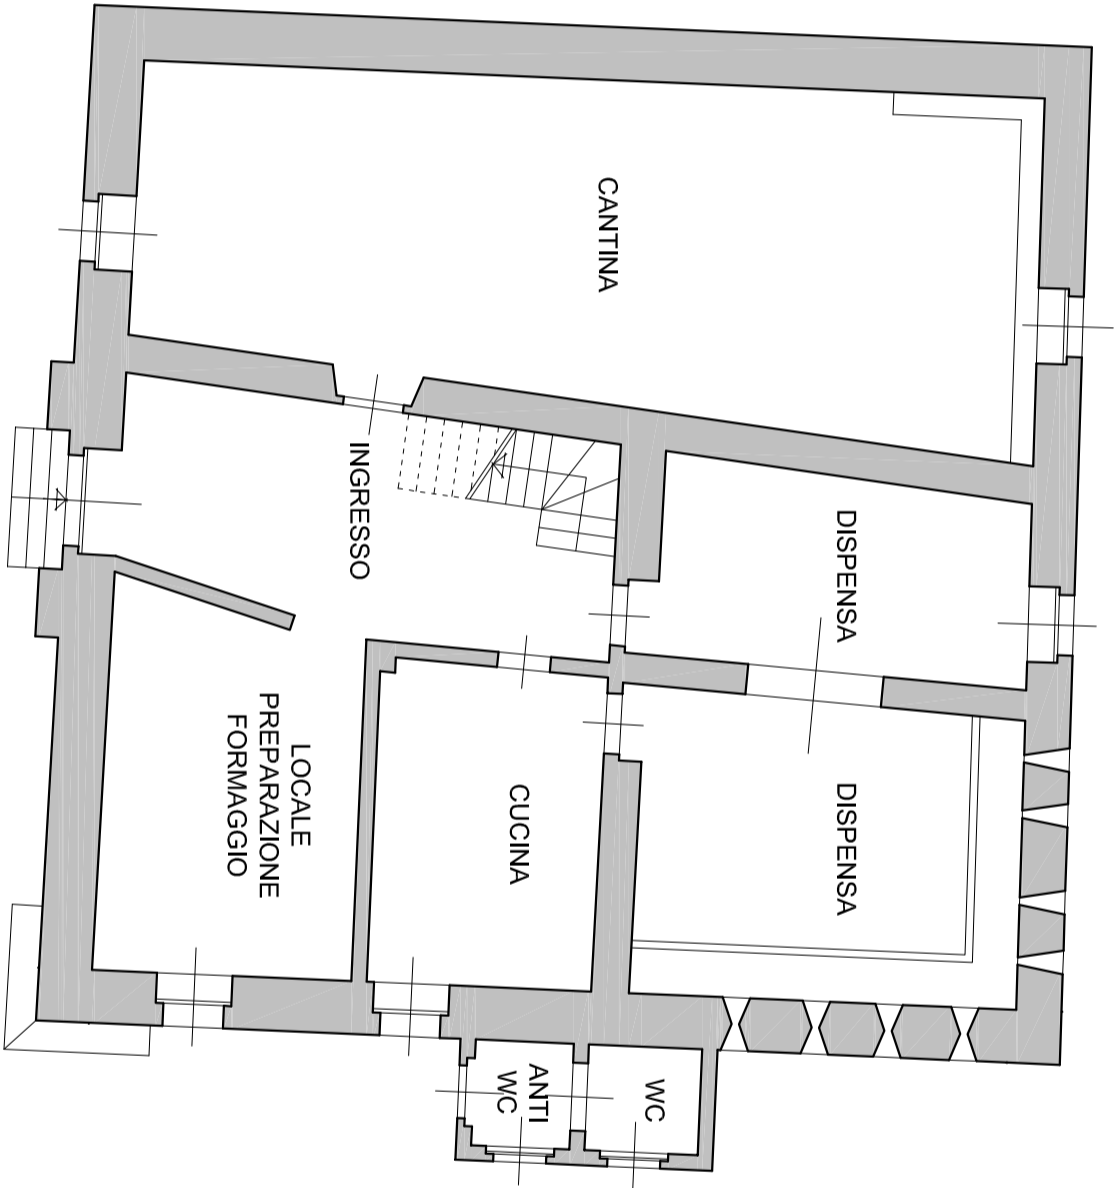 CANTINA
INGRESSO
DISPENSA
LOCALE
PREPARAZIONE
FORMAGGIO
CUCINA
DISPENSA
ANTI
WC
WC